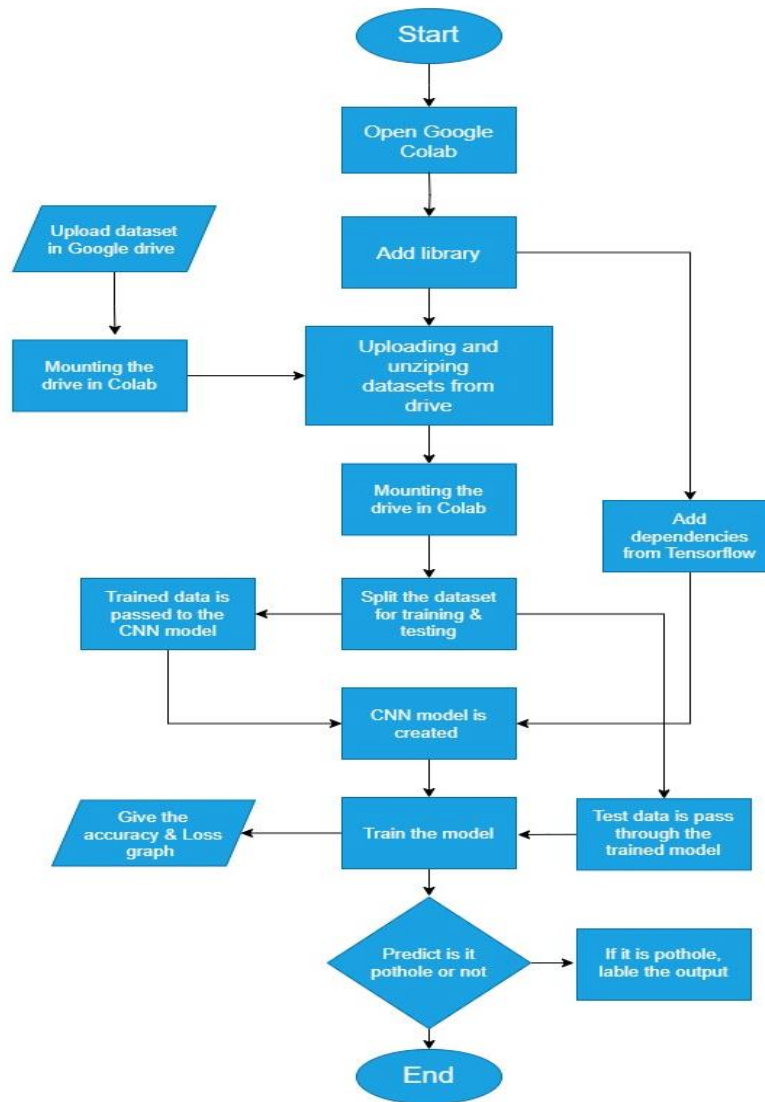 Start
Open Google
Colab
Upload dataset
in Google drive
Add library
Mounting the
drive in Colab
Uploading and
unziping
datasets from
drive
Mounting the
drive in Colab
Add
dependencies
from Tensorflow
Trained data is
passed to the
CNN model
Split the dataset
for training &
testing
CNN model is
created
Give the
accuracy & Loss
graph
Train the model
Test data is pass
through the
trained model
Predict is it
pothole or not
If it is pothole,
lable the output
End